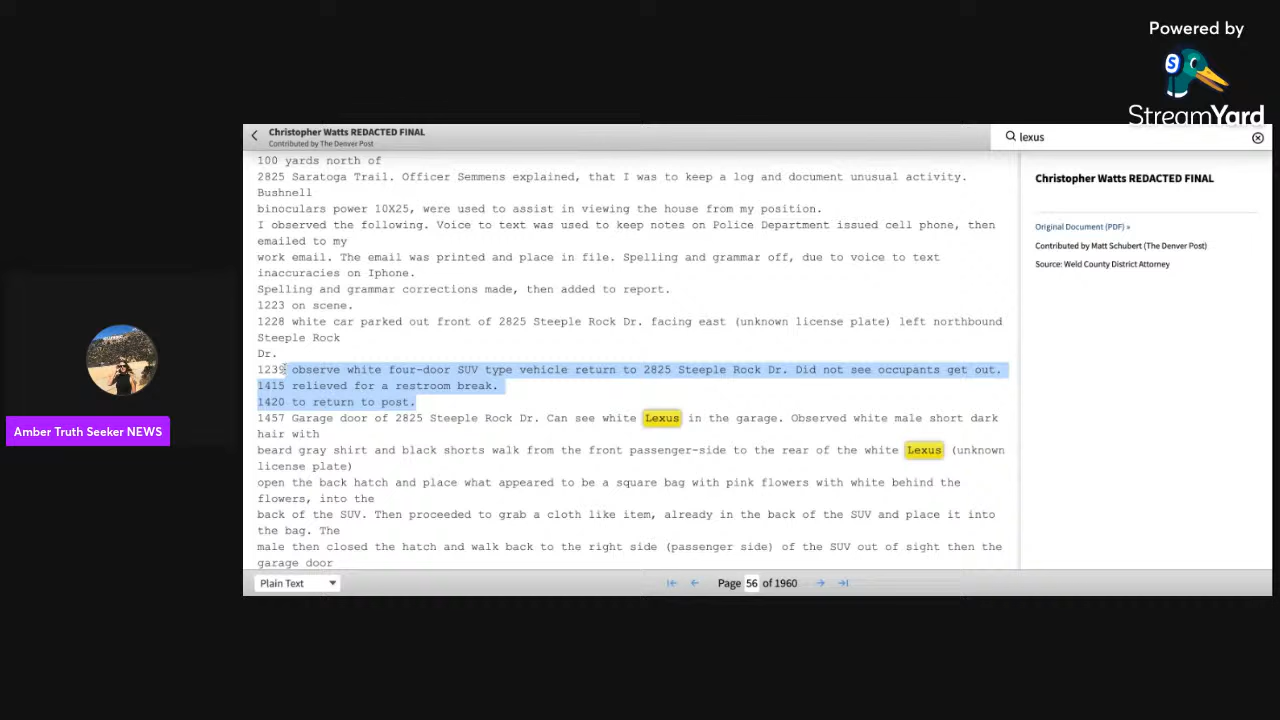 Powered by
StreamYard
Christopher Watts REDACTED FINAL
Contributed by The Denver Post
lexus
100 yards north of
2825 Saratoga Trail. Officer Semmens explained, that I was to keep a log and document unusual activity.
Bushnell
binoculars power 10X25, were used to assist in viewing the house from my position.
I observed the following. Voice to text was used to keep notes on Police Department issued cell phone, then
emailed to my
work email. The email was printed and place in file. Spelling and grammar off, due to voice to text
inaccuracies on Iphone.
Spelling and grammar corrections made, then added to report.
1223 on scene.
1228 white car parked out front of 2825 Steeple Rock Dr. facing east (unknown license plate) left northbound
Steeple Rock
Dr.
1239 observe white four-door SUV type vehicle return to 2825 Steeple Rock Dr. Did not see occupants get out.
1415 relieved for a restroom break.
1420 to return to post.
1457 Garage door of 2825 Steeple Rock Dr. Can see white Lexus in the garage. Observed white male short dark
hair with
beard gray shirt and black shorts walk from the front passenger-side to the rear of the white Lexus (unknown
license plate)
open the back hatch and place what appeared to be a square bag with pink flowers with white behind the
flowers, into the
back of the SUV. Then proceeded to grab a cloth like item, already in the back of the SUV and place it into
the bag. The
male then closed the hatch and walk back to the right side (passenger side) of the SUV out of sight then the
garage door
Christopher Watts REDACTED FINAL
Original Document (PDF) »
Contributed by Matt Schubert (The Denver Post)
Source: Weld County District Attorney
Plain Text
Page 56 of 1960
Amber Truth Seeker NEWS